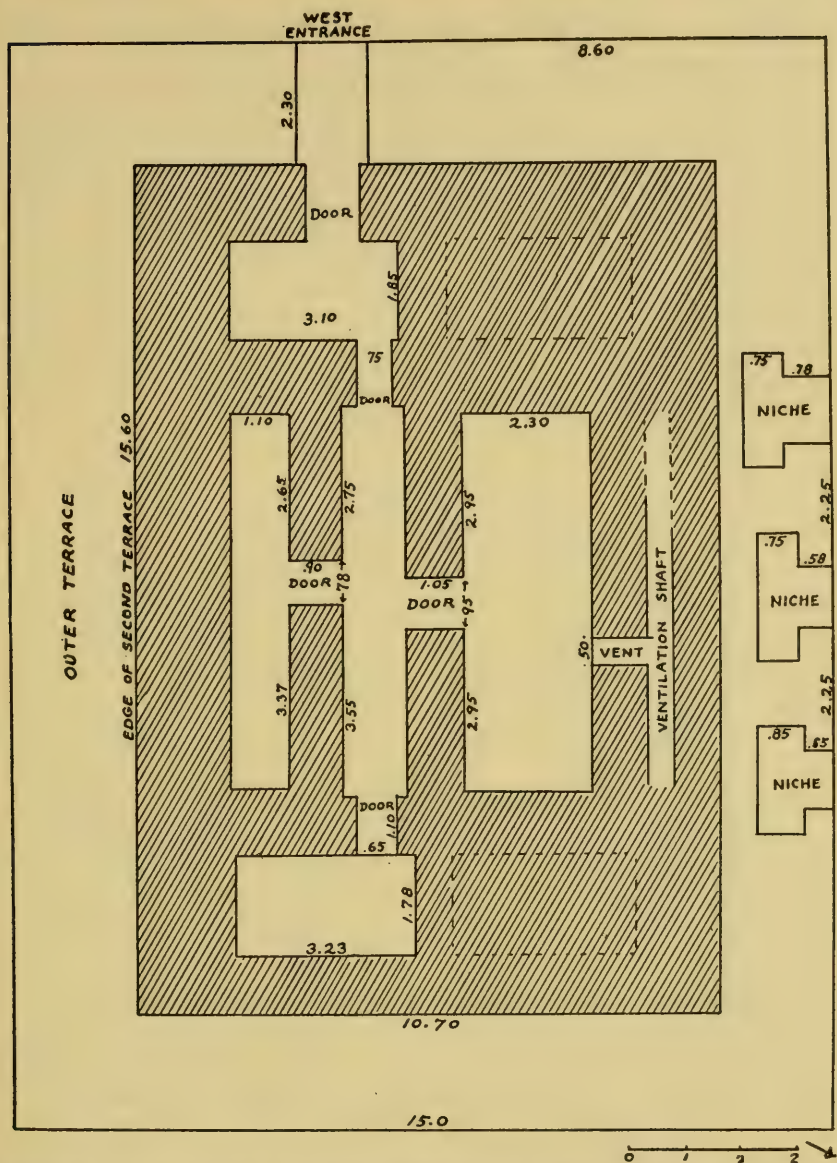 WEST
ENTRANCE
8.60
2.30
DOOR
1.85
3.10
75
DOOR
.75
.78
NICHE
1.10
2.30
2.65
2.75
2.95
EDGE OF SECOND TERRACE 15.60
OUTER TERRACE
2.25
.90
DOOR
.78
1.05
DOOR
.95
.75
.58
NICHE
.50
VENT
VENTILATION SHAFT
3.37
3.55
2.95
2.25
.85
.65
NICHE
DOOR
1.10
.65
1.78
3.23
10.70
15.0
0 1 2 2